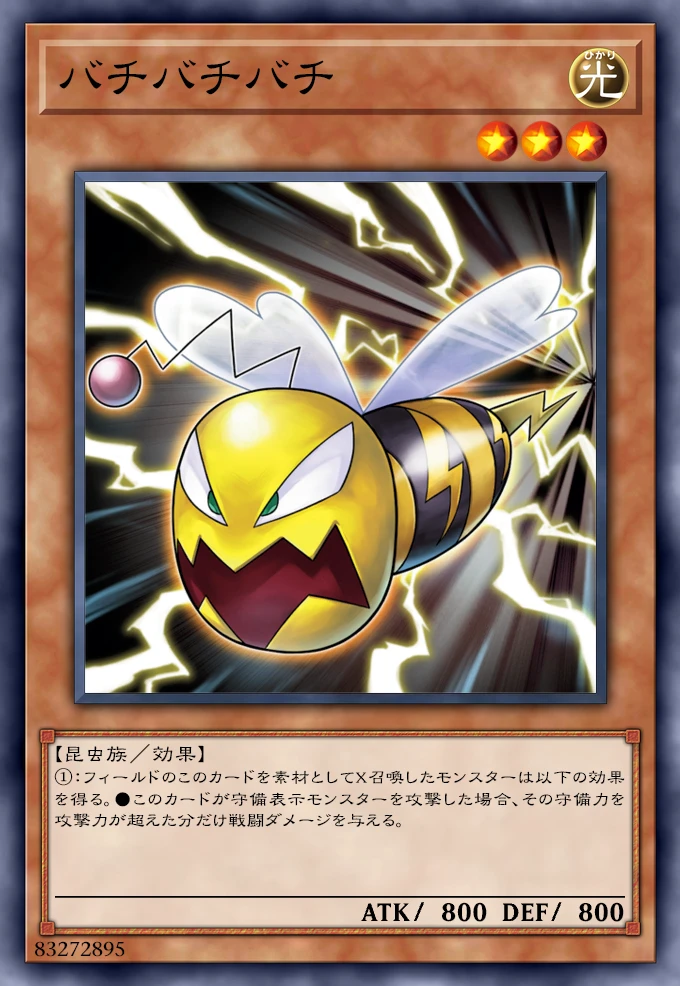 バチバチバチ
ひかり
光
【昆虫族／効果】
①：フィールドのこのカードを素材としてX召喚したモンスターは以下の効果
を得る。●このカードが守備表示モンスターを攻撃した場合、その守備力を
攻撃力が超えた分だけ戦闘ダメージを与える。
ATK/ 800 DEF/ 800
83272895